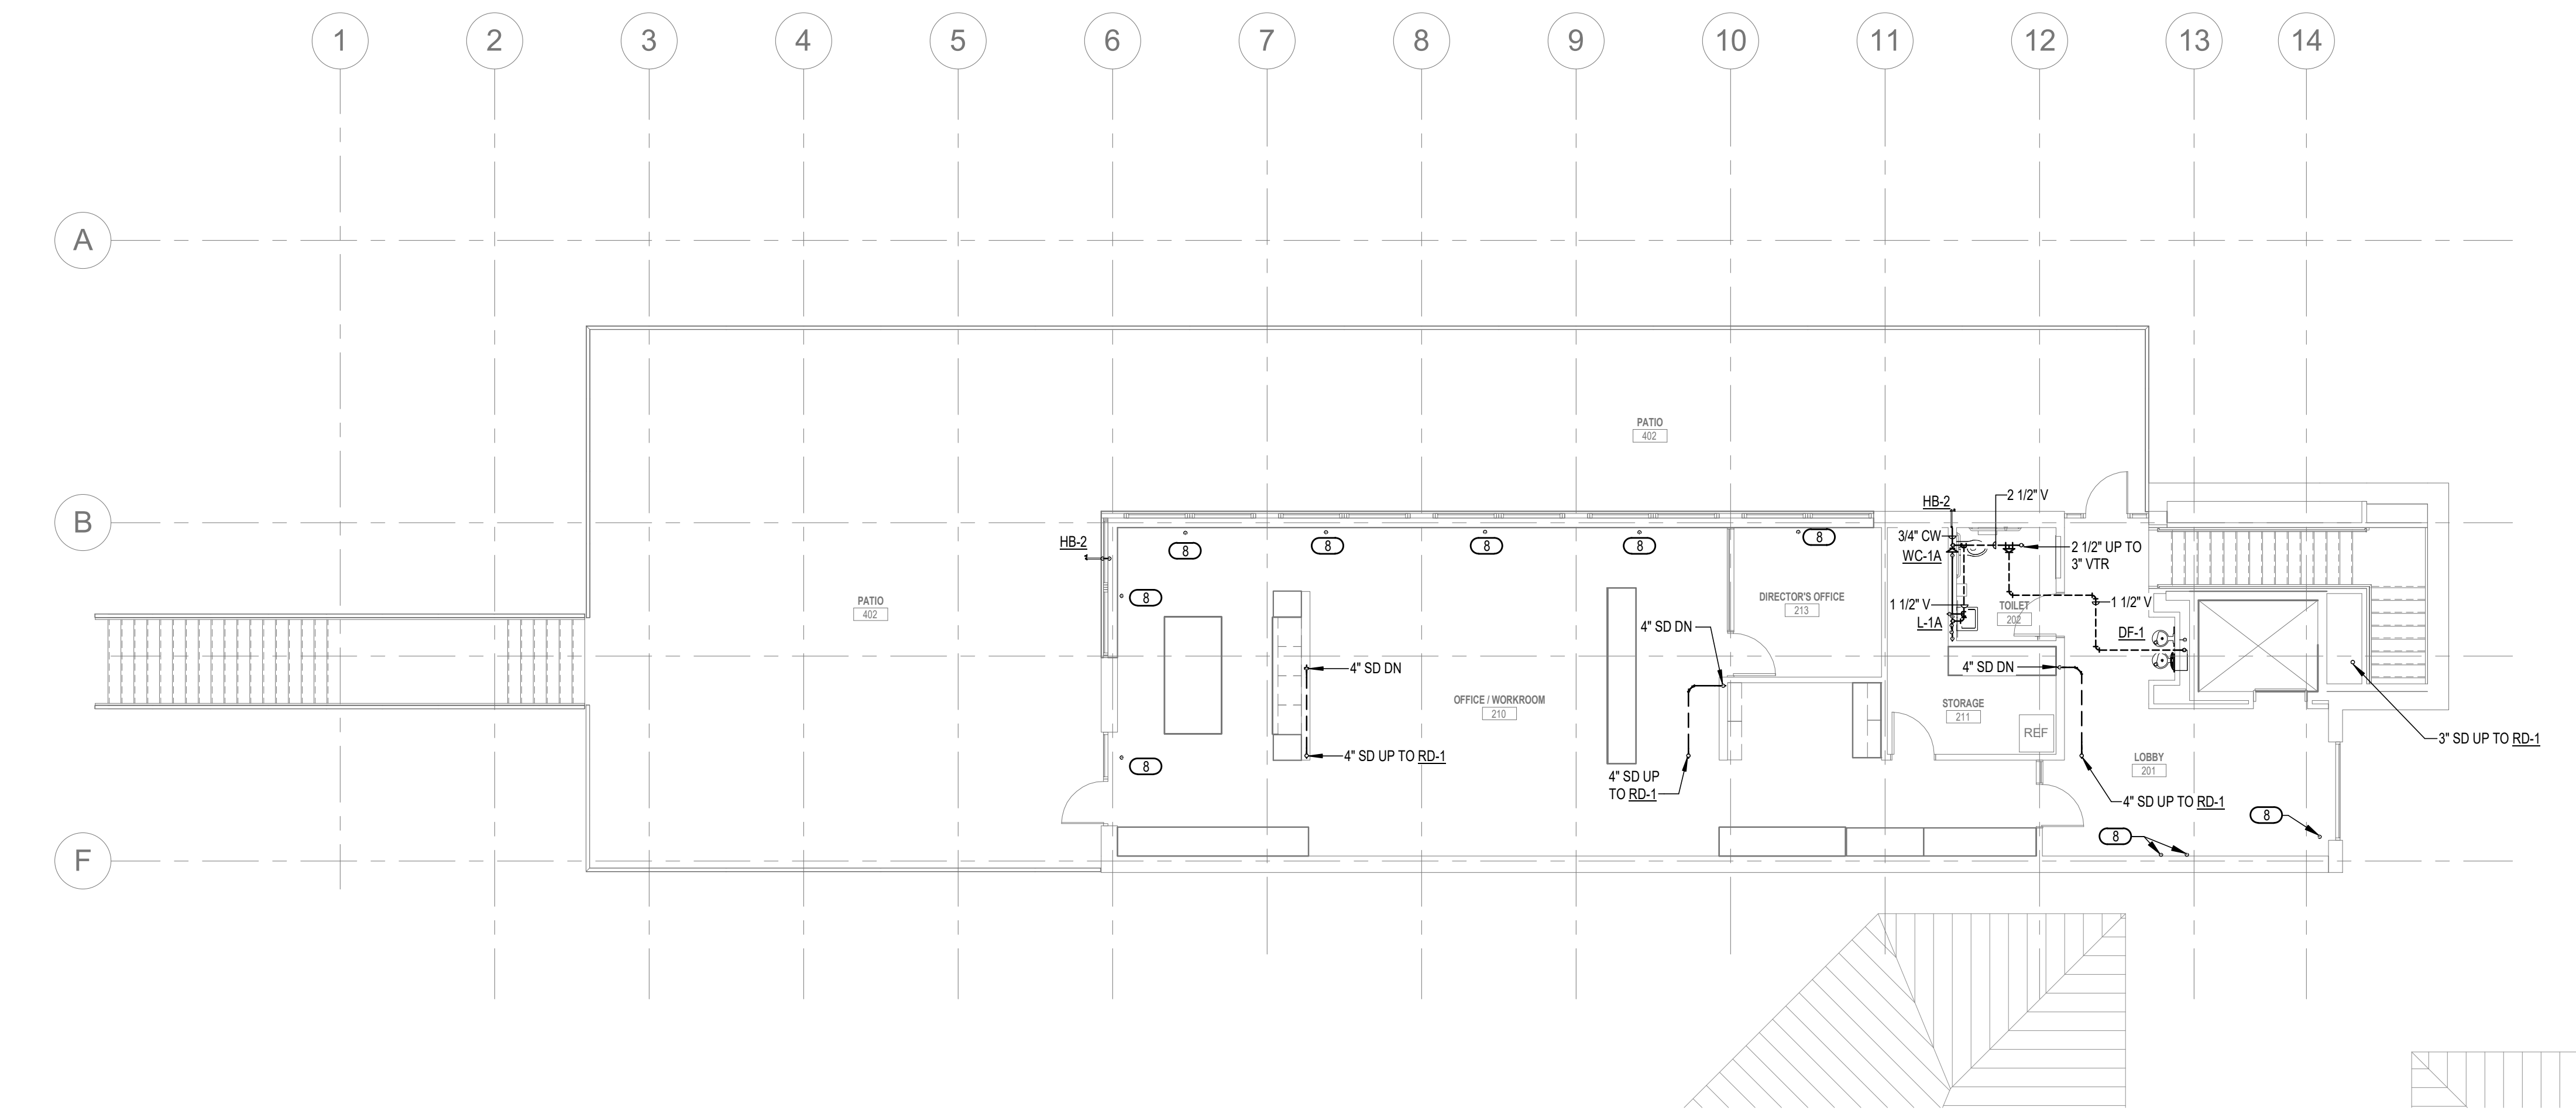 1
2
3
4
5
6
7
8
9
10
11
12
13
14
A
B
F
PATIO
402
HB-2
2 1/2" V
3/4" CW
WC-1A
2 1/2" UP TO
3" VTR
HB-2
8
8
8
8
8
8
8
PATIO
402
DIRECTOR'S OFFICE
213
1 1/2" V
L-1A
TOILET
202
1 1/2" V
DF-1
4" SD DN
4" SD DN
4" SD DN
OFFICE / WORKROOM
210
STORAGE
211
REF
4" SD UP TO RD-1
4" SD UP
TO RD-1
LOBBY
201
3" SD UP TO RD-1
4" SD UP TO RD-1
8
8